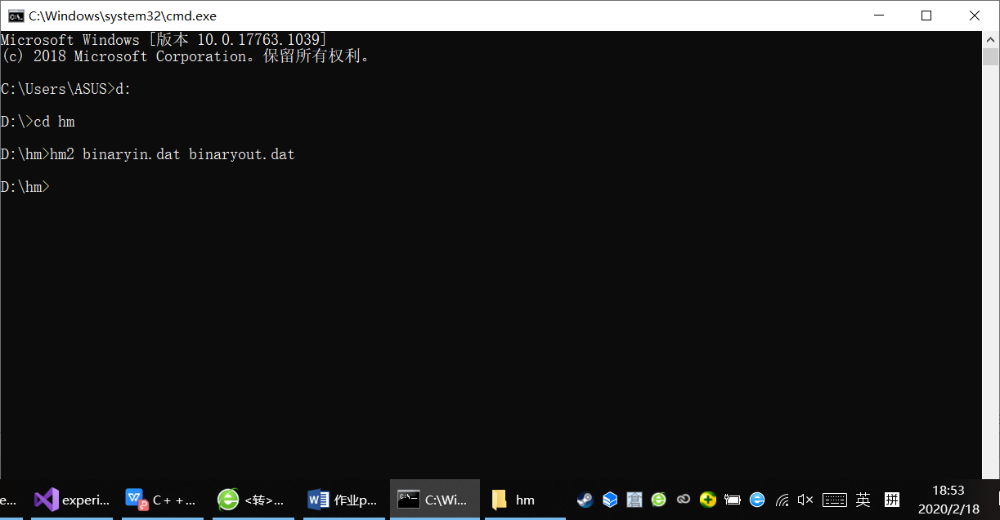 C:\Windows\system32\cmd.exe
Microsoft Windows [版本 10.0.17763.1039]
(c) 2018 Microsoft Corporation。保留所有权利。
C:\Users\ASUS>d:
D:\>cd hm
D:\hm>hm2 binaryin.dat binaryout.dat
D:\hm>
e... experi... C++... <转>... 作业p... C:\Wi... hm 英 拼 18:53
2020/2/18